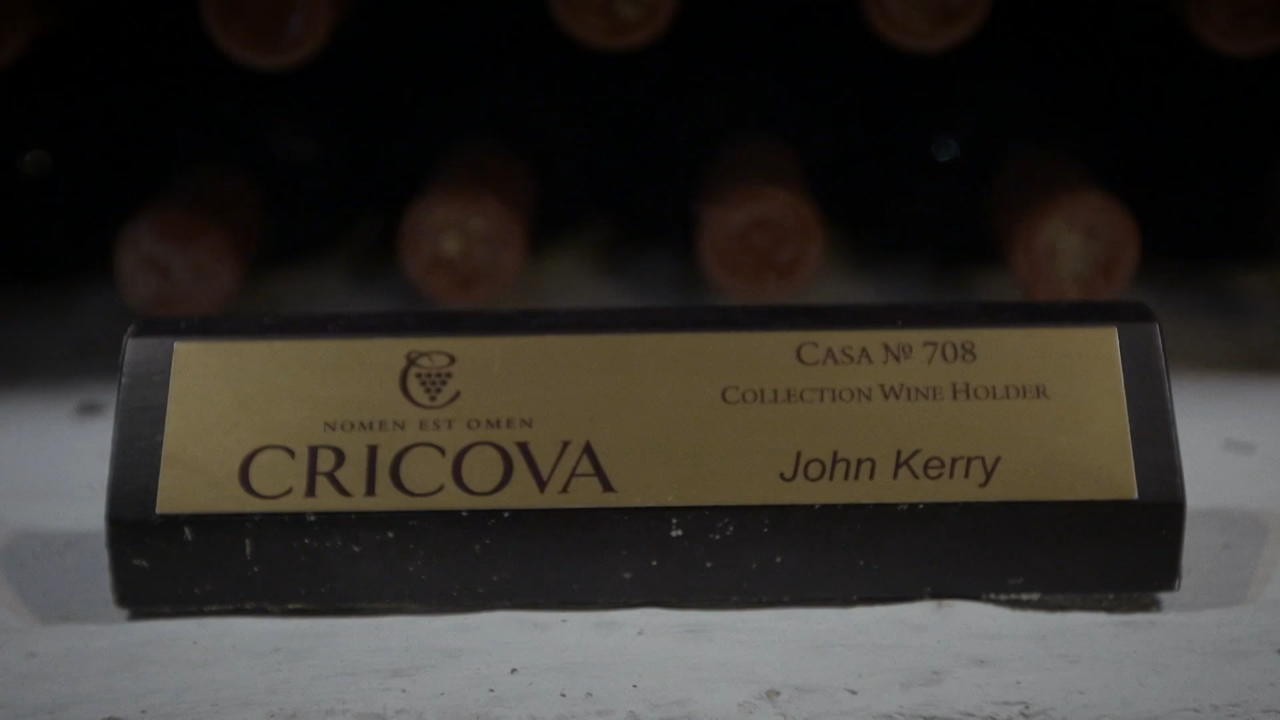 NOMEN EST OMEN
CRICOVA
CASA № 708
COLLECTION WINE HOLDER
John Kerry